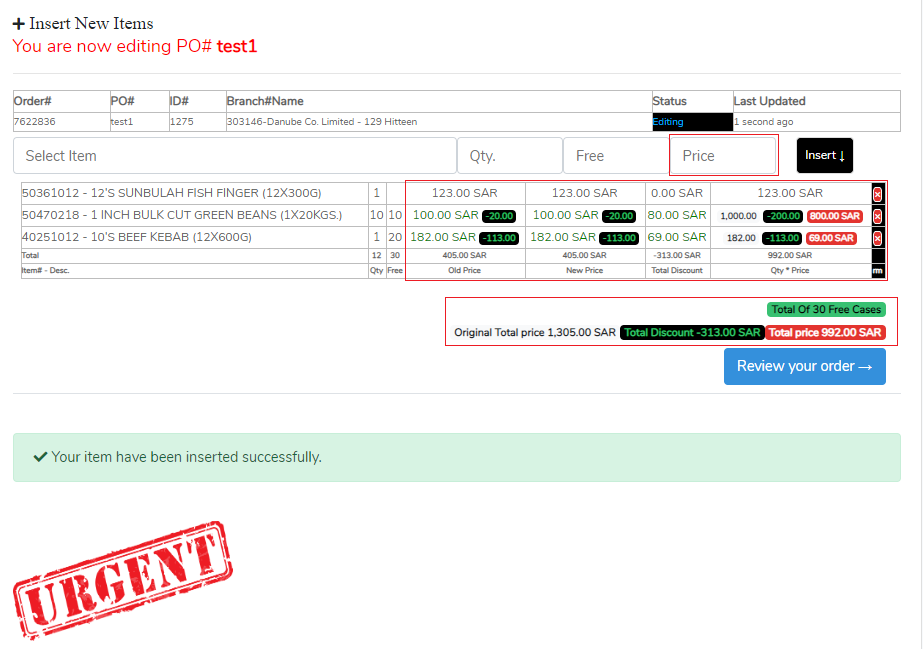 + Insert New Items
You are now editing PO# test1
Order# PO# ID# Branch#Name Status Last Updated
7622836 test1 1275 303146-Danube Co. Limited - 129 Hitteen Editing 1 second ago
Select Item Qty. Free Price Insert ↓
50361012 - 12'S SUNBULAH FISH FINGER (12X300G) 1 123.00 SAR 123.00 SAR 0.00 SAR 123.00 SAR
50470218 - 1 INCH BULK CUT GREEN BEANS (1X20KGS.) 10 10 100.00 SAR -20.00 100.00 SAR -20.00 80.00 SAR 1,000.00 -200.00 800.00 SAR
40251012 - 10'S BEEF KEBAB (12X600G) 1 20 182.00 SAR -113.00 182.00 SAR -113.00 69.00 SAR 182.00 -113.00 69.00 SAR
Total 12 30 405.00 SAR 405.00 SAR -313.00 SAR 992.00 SAR
Item# - Desc. Qty Free Old Price New Price Total Discount Qty * Price rm
Total Of 30 Free Cases
Original Total price 1,305.00 SAR Total Discount -313.00 SAR Total price 992.00 SAR
Review your order →
✔ Your item have been inserted successfully.
URGENT